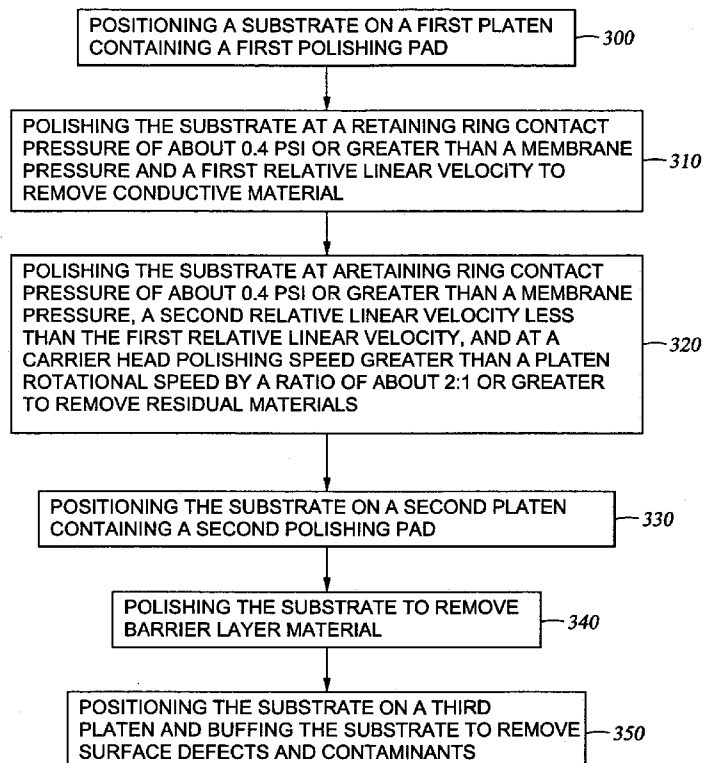 POSITIONING A SUBSTRATE ON A FIRST PLATEN
CONTAINING A FIRST POLISHING PAD
300
POLISHING THE SUBSTRATE AT A RETAINING RING CONTACT
PRESSURE OF ABOUT 0.4 PSI OR GREATER THAN A MEMBRANE
PRESSURE AND A FIRST RELATIVE LINEAR VELOCITY TO
REMOVE CONDUCTIVE MATERIAL
310
POLISHING THE SUBSTRATE AT ARETAINING RING CONTACT
PRESSURE OF ABOUT 0.4 PSI OR GREATER THAN A MEMBRANE
PRESSURE, A SECOND RELATIVE LINEAR VELOCITY LESS
THAN THE FIRST RELATIVE LINEAR VELOCITY, AND AT A
CARRIER HEAD POLISHING SPEED GREATER THAN A PLATEN
ROTATIONAL SPEED BY A RATIO OF ABOUT 2:1 OR GREATER
TO REMOVE RESIDUAL MATERIALS
320
POSITIONING THE SUBSTRATE ON A SECOND PLATEN
CONTAINING A SECOND POLISHING PAD
330
POLISHING THE SUBSTRATE TO REMOVE
BARRIER LAYER MATERIAL
340
POSITIONING THE SUBSTRATE ON A THIRD
PLATEN AND BUFFING THE SUBSTRATE TO REMOVE
SURFACE DEFECTS AND CONTAMINANTS
350